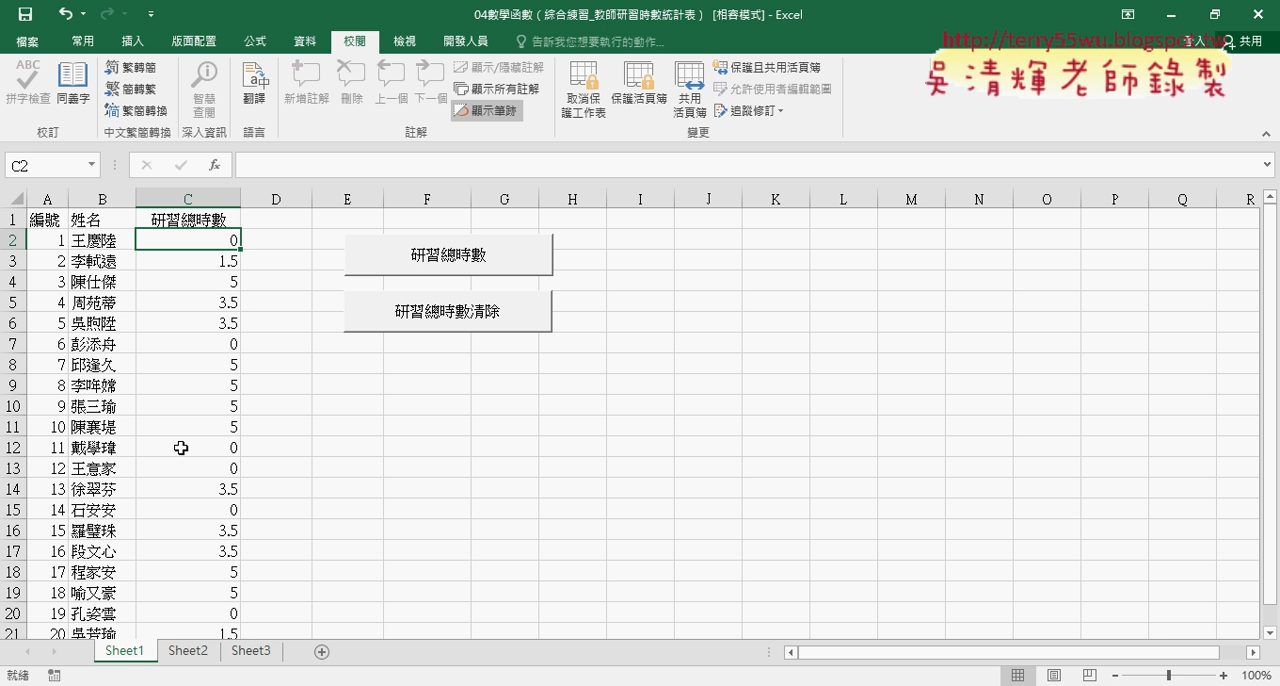 04數學函數（綜合練習_教師研習時數統計表） [相容模式] - Excel
http://terry55wu.blogspot.tw
吳清輝老師錄製
檔案 常用 插入 版面配置 公式 資料 校閱 檢視 開發人員 告訴我您想要執行的動作... 登入 共用
ABC
拼字檢查 同義字
校訂
繁轉簡
簡轉繁
繁簡轉換
中文繁簡轉換
智慧查閱
深入資訊
翻譯
語言
新增註解 刪除 上一個 下一個
顯示/隱藏註解
顯示所有註解
顯示筆跡
註解
取消保護工作表 保護活頁簿 共用活頁簿
保護且共用活頁簿
允許使用者編輯範圍
追蹤修訂
變更
C2 fx
A B C D E F G H I J K L M N O P Q R
1 編號 姓名 研習總時數
2 1 王慶陸 0
3 2 李軾遠 1.5
4 3 陳仕傑 5
5 4 周苑蒂 3.5
6 5 吳煦陞 3.5
7 6 彭添舟 0
8 7 邱逢久 5
9 8 李哖嫦 5
10 9 張三瑜 5
11 10 陳襄堤 5
12 11 戴學瑋 0
13 12 王意家 0
14 13 徐翠芬 3.5
15 14 石安安 0
16 15 羅璧珠 3.5
17 16 段文心 3.5
18 17 程家安 5
19 18 喻又豪 5
20 19 孔姿雲 0
21 20 吳芳瑜 1.5
研習總時數
研習總時數清除
Sheet1 Sheet2 Sheet3
就緒 100%